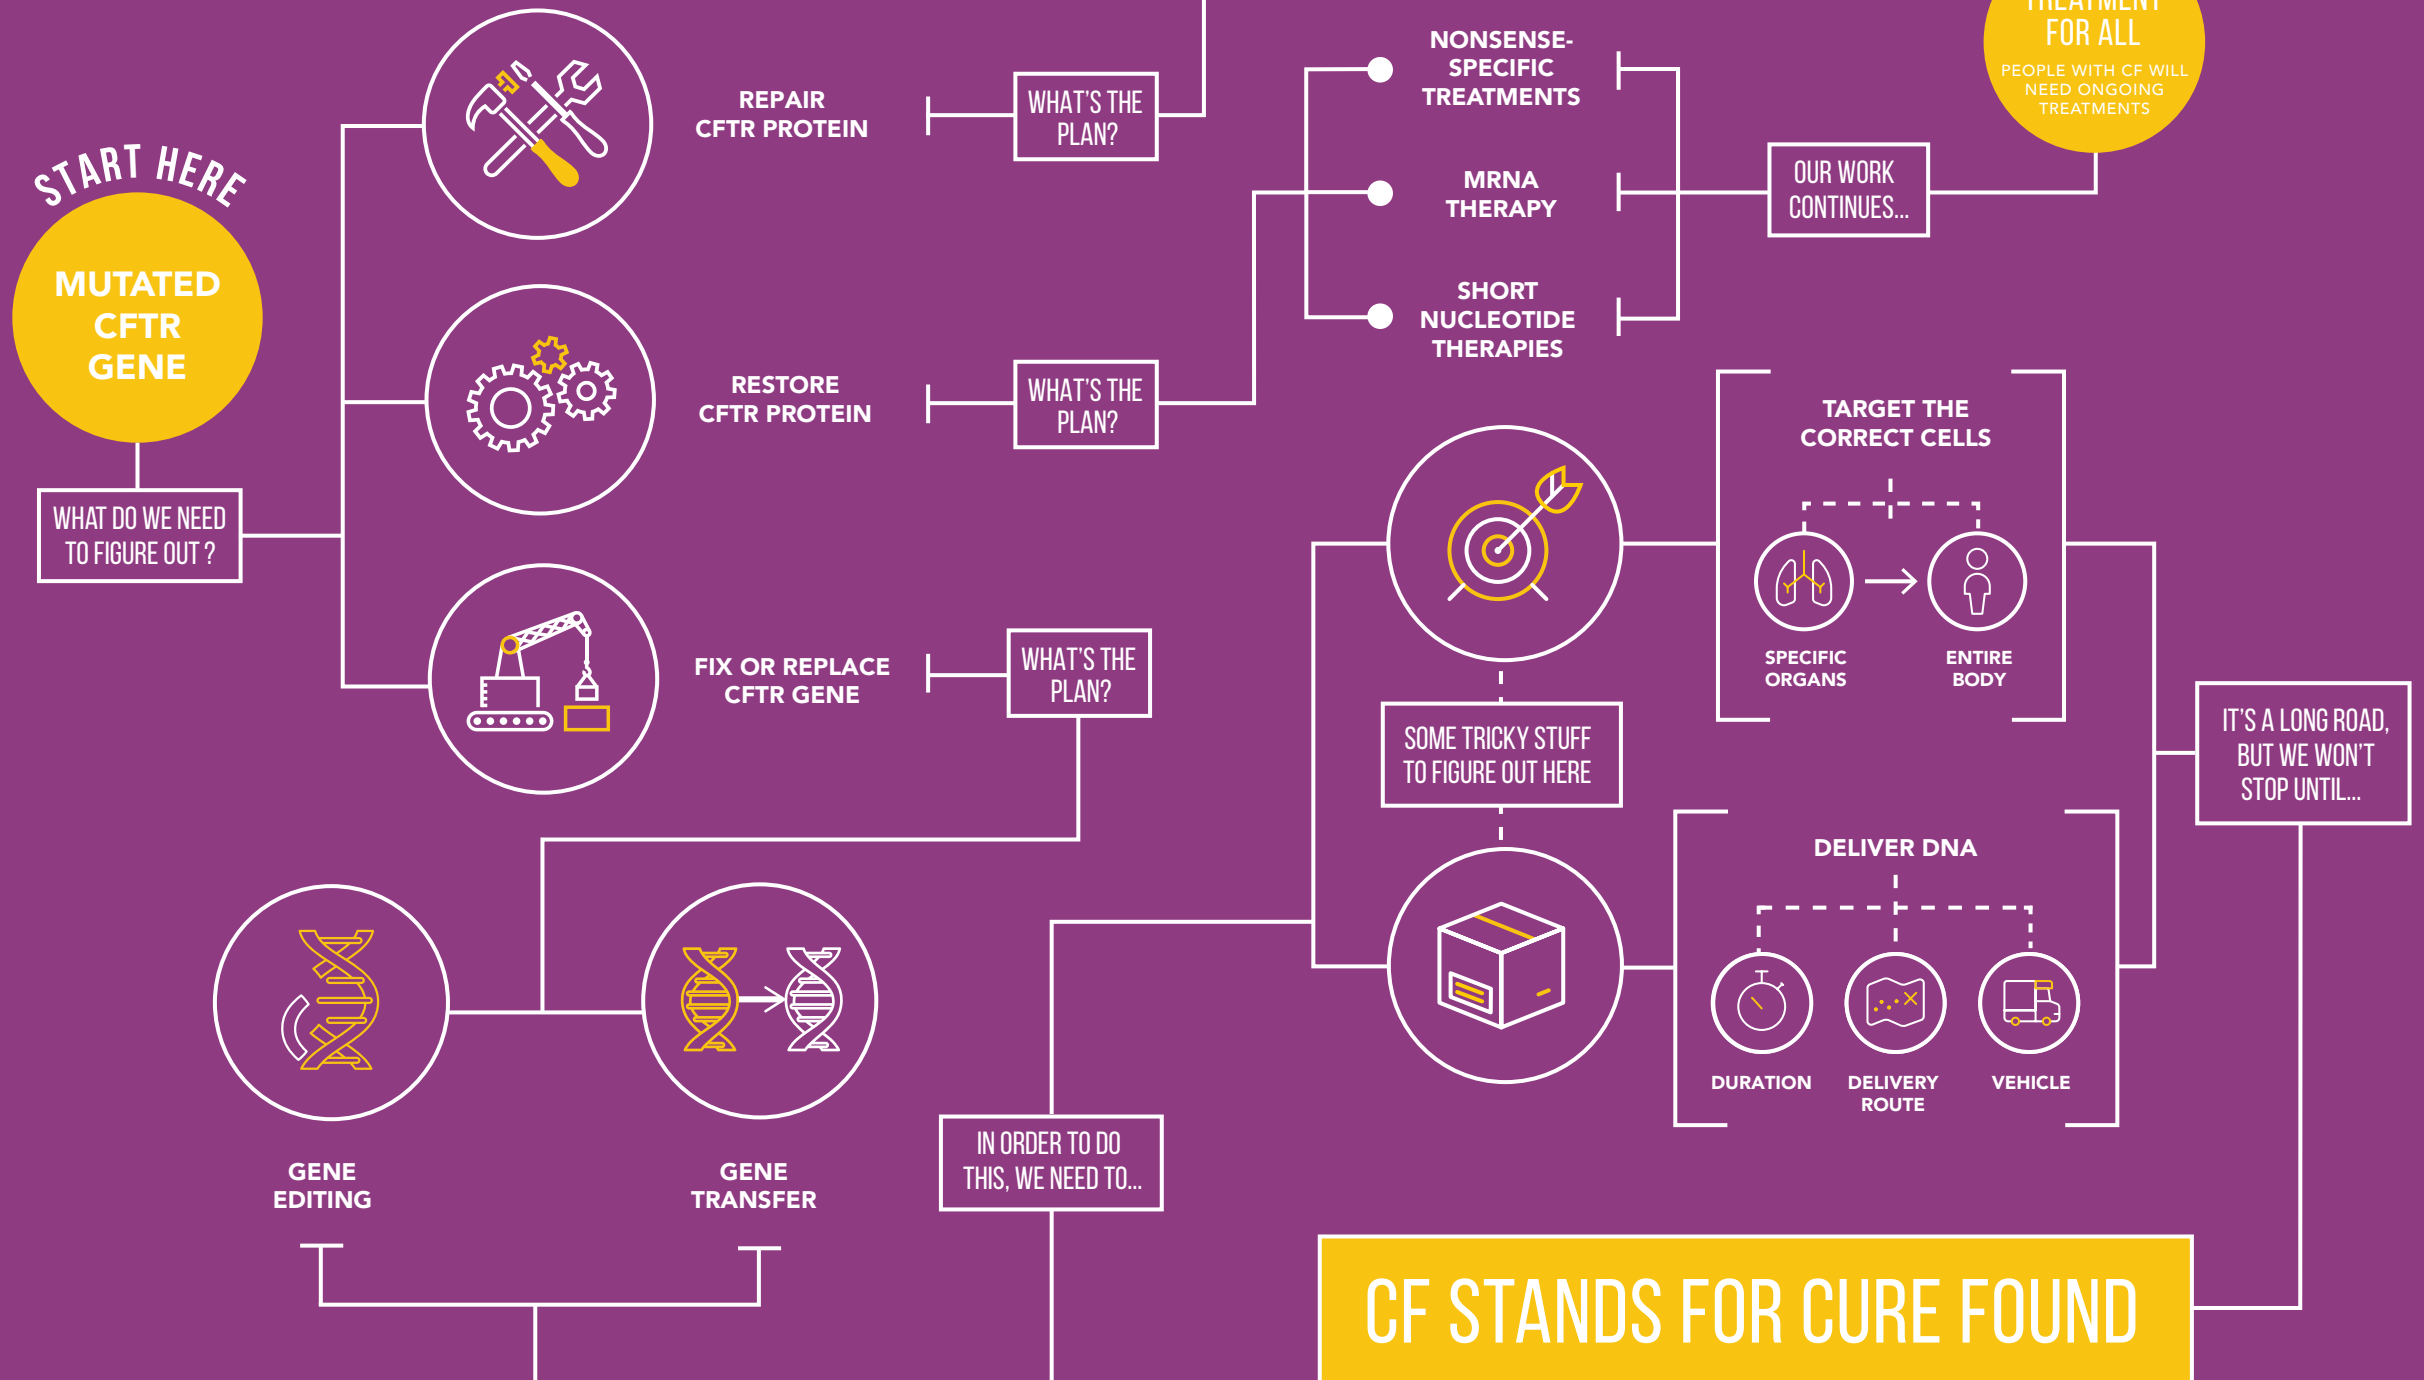 START HERE
MUTATED
CFTR
GENE
WHAT DO WE NEED
TO FIGURE OUT ?
REPAIR
CFTR PROTEIN
WHAT'S THE
PLAN?
RESTORE
CFTR PROTEIN
WHAT'S THE
PLAN?
NONSENSE-
SPECIFIC
TREATMENTS
MRNA
THERAPY
SHORT
NUCLEOTIDE
THERAPIES
OUR WORK
CONTINUES...
TREATMENT
FOR ALL
PEOPLE WITH CF WILL
NEED ONGOING
TREATMENTS
FIX OR REPLACE
CFTR GENE
WHAT'S THE
PLAN?
GENE
EDITING
GENE
TRANSFER
IN ORDER TO DO
THIS, WE NEED TO...
SOME TRICKY STUFF
TO FIGURE OUT HERE
TARGET THE
CORRECT CELLS
SPECIFIC
ORGANS
ENTIRE
BODY
DELIVER DNA
DURATION
DELIVERY
ROUTE
VEHICLE
IT'S A LONG ROAD,
BUT WE WON'T
STOP UNTIL...
CF STANDS FOR CURE FOUND